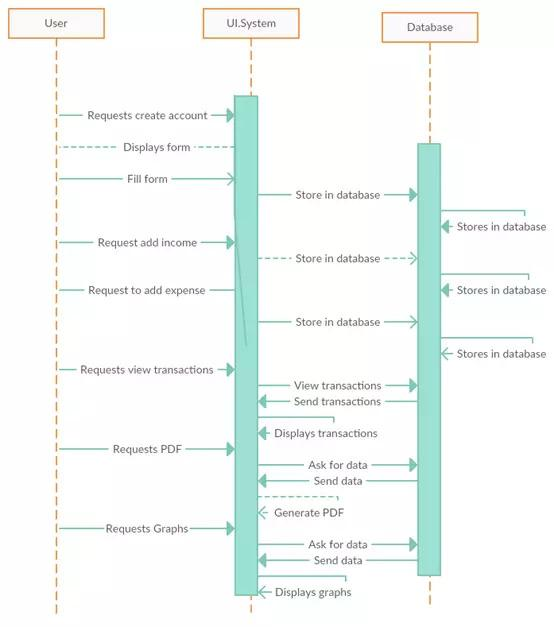 User
UI.System
Database
Requests create account
Displays form
Fill form
Store in database
Stores in database
Request add income
Store in database
Request to add expense
Stores in database
Store in database
Stores in database
Requests view transactions
View transactions
Send transactions
Displays transactions
Requests PDF
Ask for data
Send data
Generate PDF
Requests Graphs
Ask for data
Send data
Displays graphs